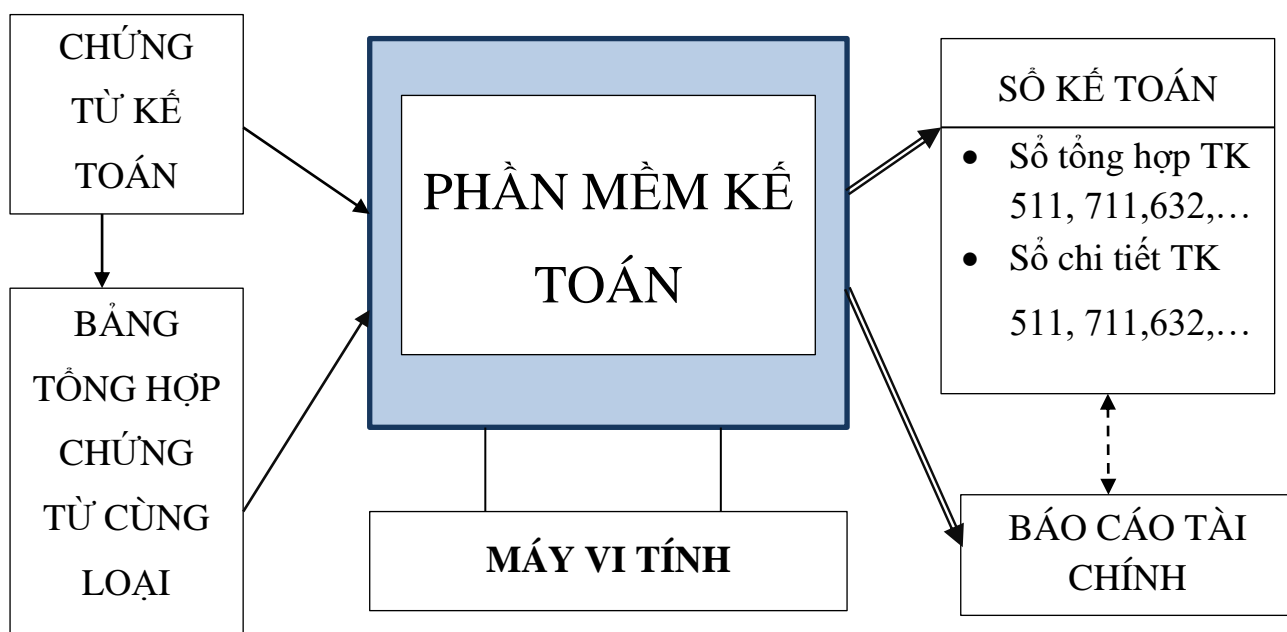 CHỨNG
TỪ KẾ
TOÁN
BẢNG
TỔNG HỢP
CHỨNG
TỪ CÙNG
LOẠI
PHẦN MỀM KẾ
TOÁN
MÁY VI TÍNH
SỔ KẾ TOÁN
• Sổ tổng hợp TK
511, 711,632,…
• Sổ chi tiết TK
511, 711,632,…
BÁO CÁO TÀI
CHÍNH